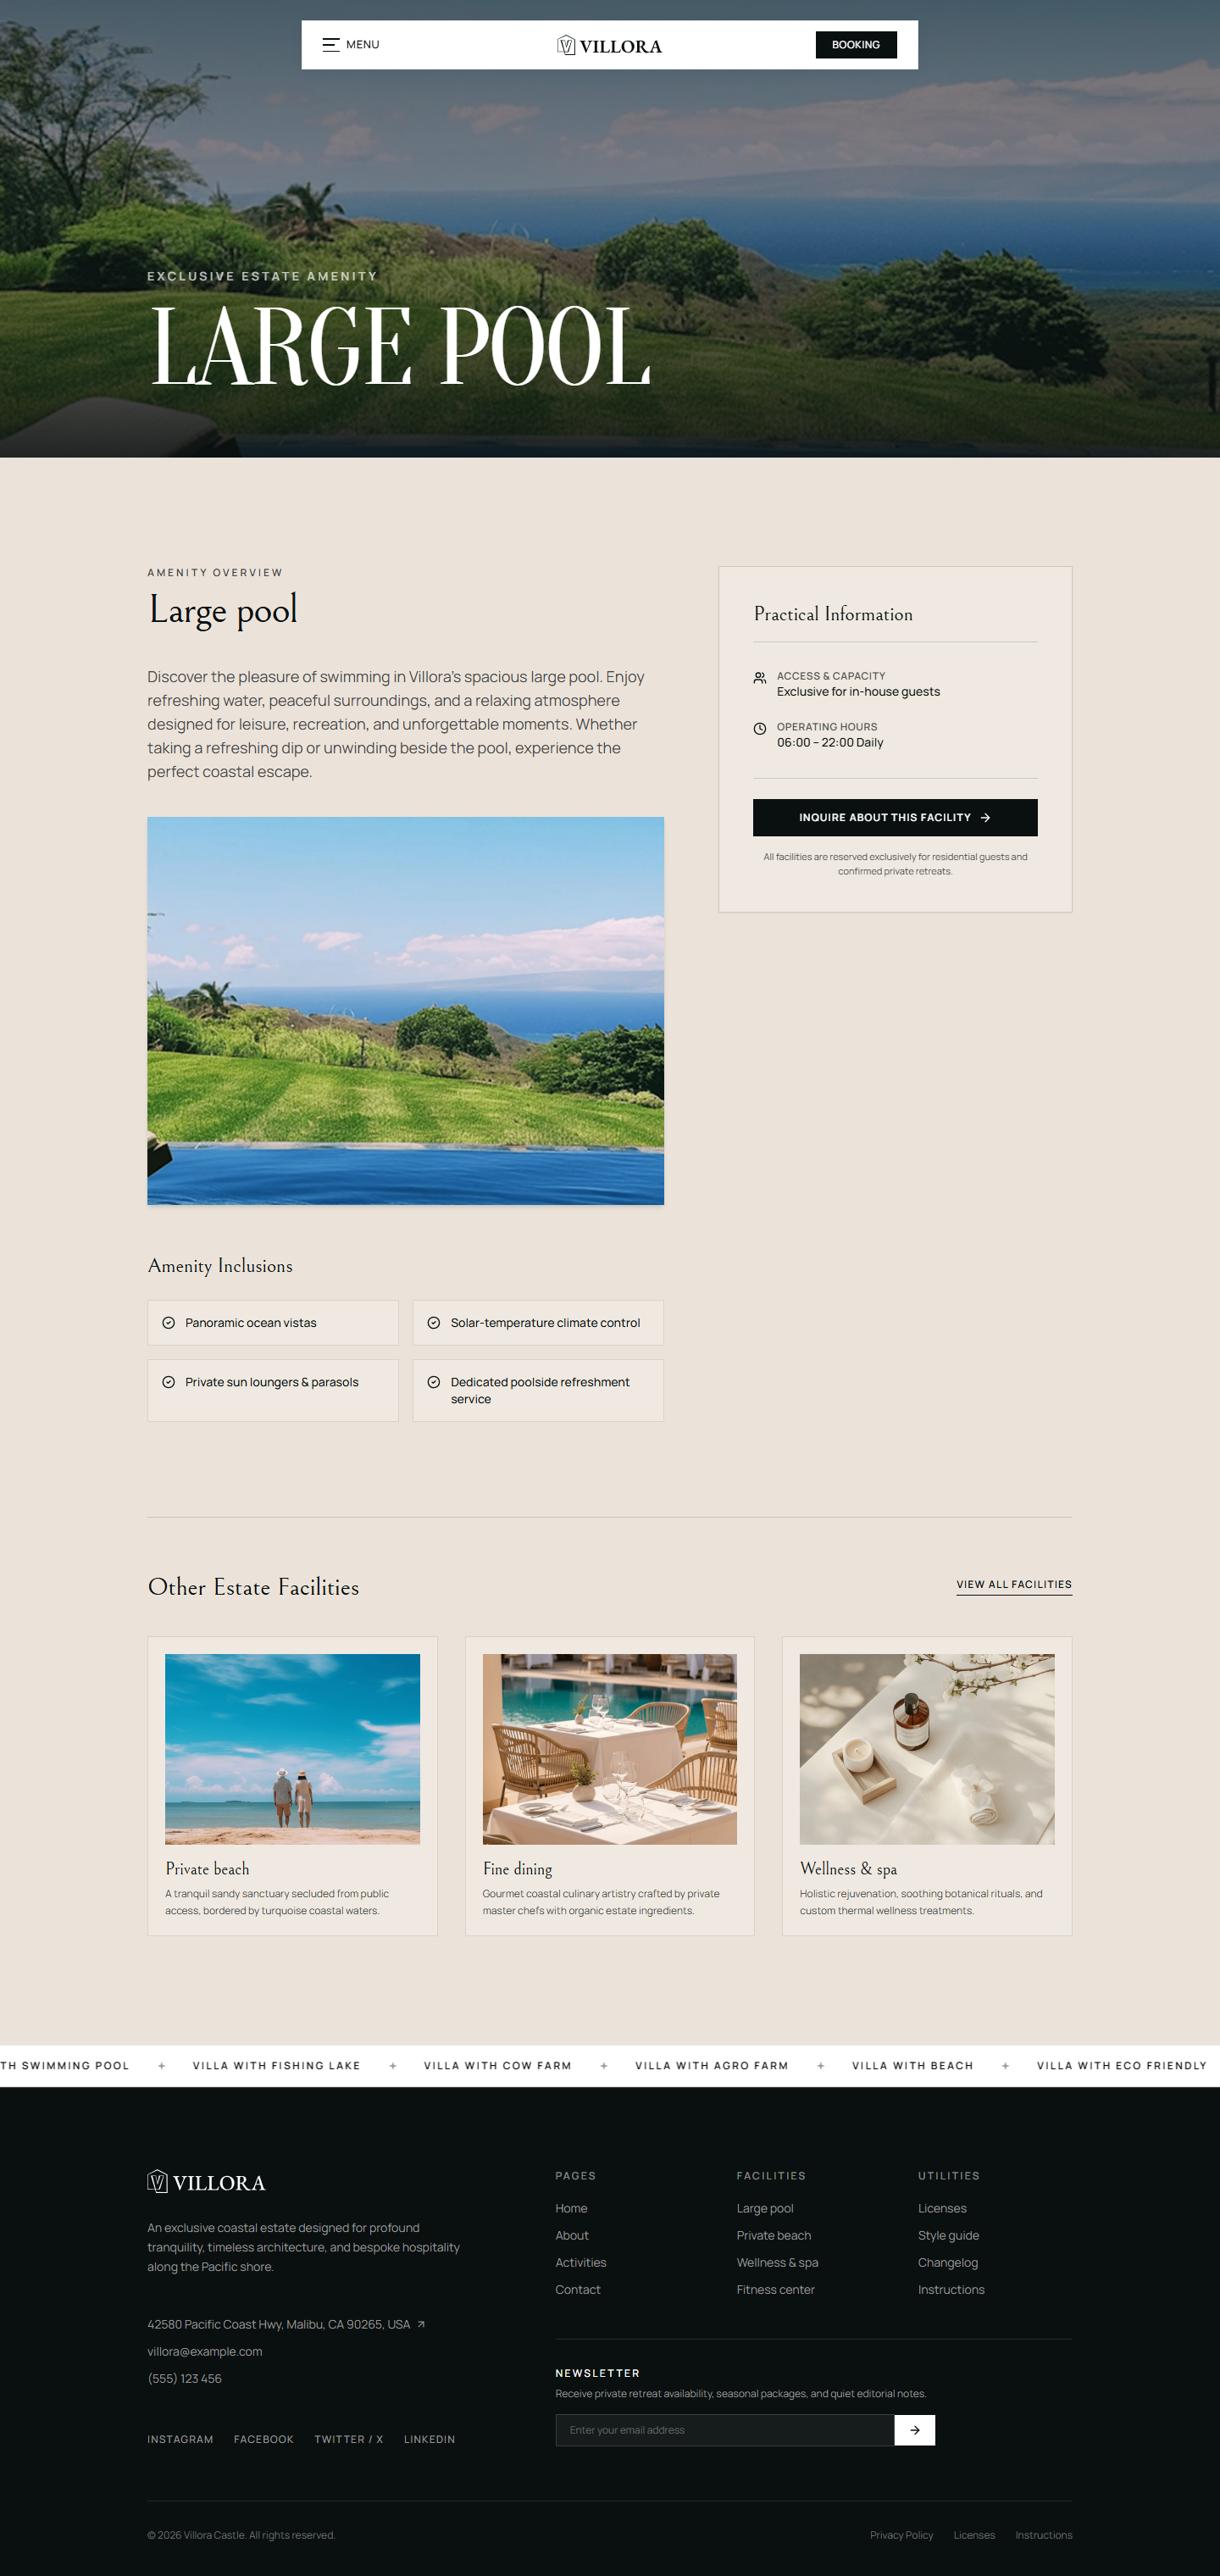 MENU
VILLORA
BOOKING
EXCLUSIVE ESTATE AMENITY
LARGE POOL
AMENITY OVERVIEW
Large pool
Discover the pleasure of swimming in Villora's spacious large pool. Enjoy
refreshing water, peaceful surroundings, and a relaxing atmosphere
designed for leisure, recreation, and unforgettable moments. Whether
taking a refreshing dip or unwinding beside the pool, experience the
perfect coastal escape.
Practical Information
ACCESS & CAPACITY
Exclusive for in-house guests
OPERATING HOURS
06:00 – 22:00 Daily
INQUIRE ABOUT THIS FACILITY →
All facilities are reserved exclusively for residential guests and
confirmed private retreats.
Amenity Inclusions
Panoramic ocean vistas
Solar-temperature climate control
Private sun loungers & parasols
Dedicated poolside refreshment
service
Other Estate Facilities
VIEW ALL FACILITIES
Private beach
A tranquil sandy sanctuary secluded from public
access, bordered by turquoise coastal waters.
Fine dining
Gourmet coastal culinary artistry crafted by private
master chefs with organic estate ingredients.
Wellness & spa
Holistic rejuvenation, soothing botanical rituals, and
custom thermal wellness treatments.
TH SWIMMING POOL + VILLA WITH FISHING LAKE + VILLA WITH COW FARM + VILLA WITH AGRO FARM + VILLA WITH BEACH + VILLA WITH ECO FRIENDLY
VILLORA
An exclusive coastal estate designed for profound
tranquility, timeless architecture, and bespoke hospitality
along the Pacific shore.
42580 Pacific Coast Hwy, Malibu, CA 90265, USA ↗
villora@example.com
(555) 123 456
INSTAGRAM FACEBOOK TWITTER / X LINKEDIN
PAGES
Home
About
Activities
Contact
FACILITIES
Large pool
Private beach
Wellness & spa
Fitness center
UTILITIES
Licenses
Style guide
Changelog
Instructions
NEWSLETTER
Receive private retreat availability, seasonal packages, and quiet editorial notes.
Enter your email address →
© 2026 Villora Castle. All rights reserved.
Privacy Policy Licenses Instructions